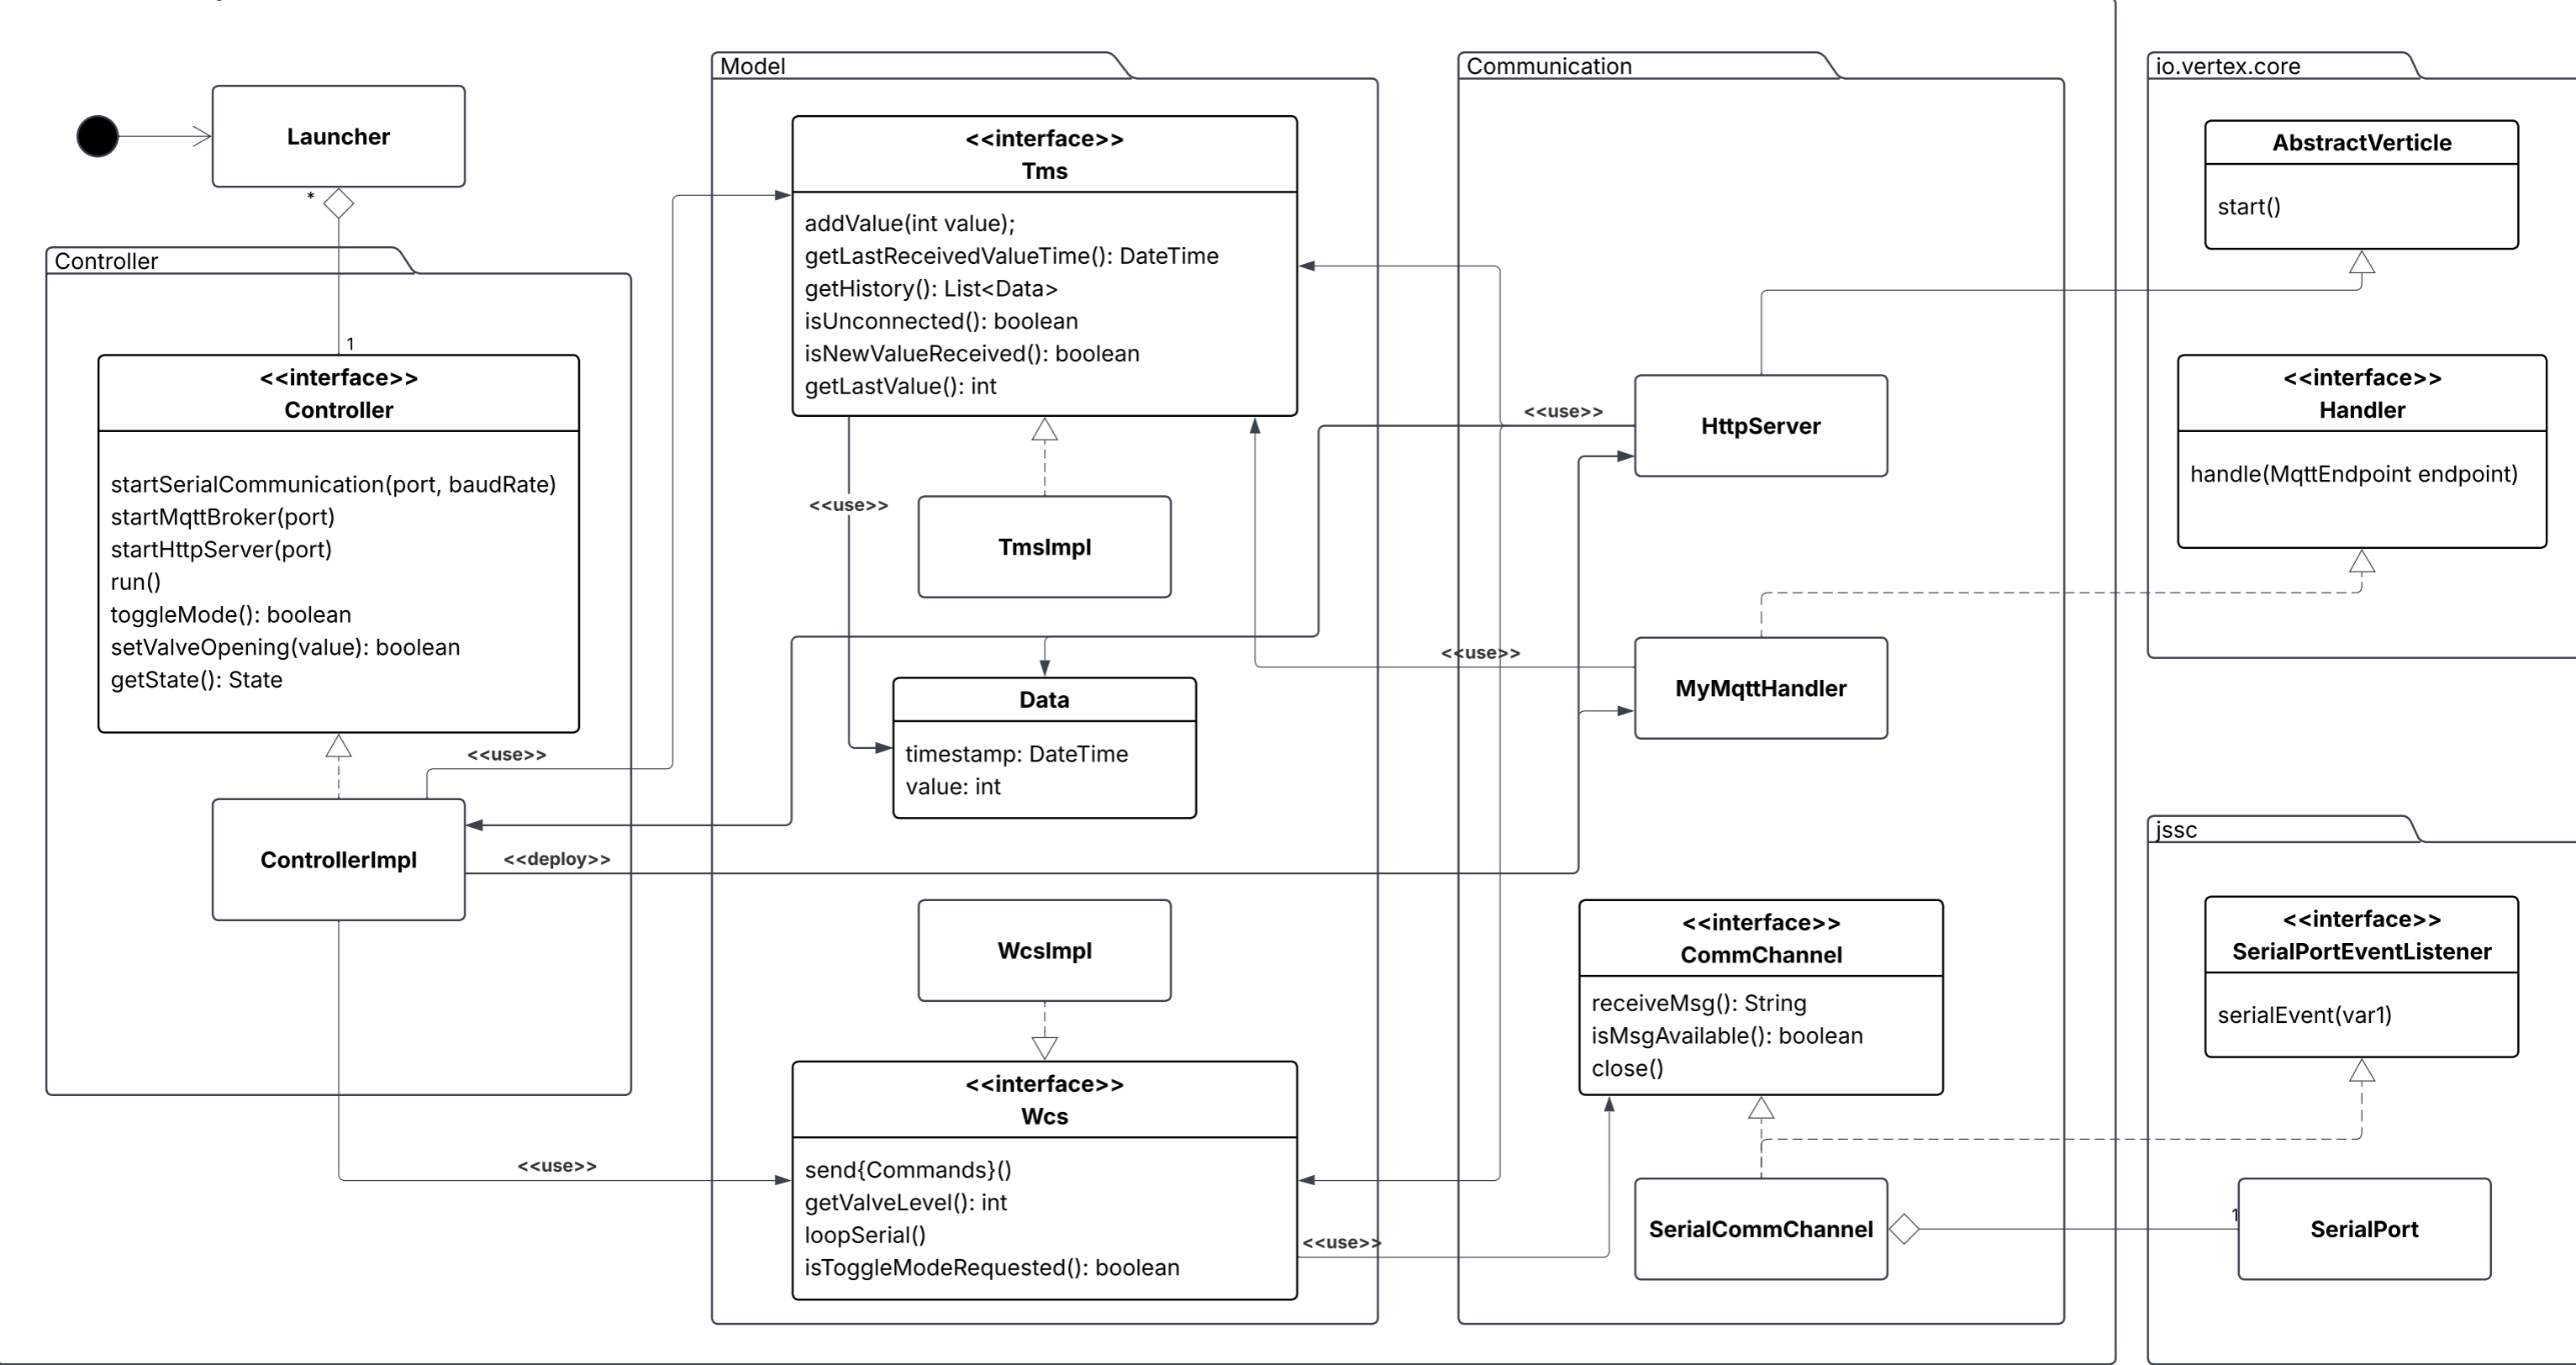 Launcher
*
Controller
1
<<interface>>
Controller
startSerialCommunication(port, baudRate)
startMqttBroker(port)
startHttpServer(port)
run()
toggleMode(): boolean
setValveOpening(value): boolean
getState(): State
<<use>>
ControllerImpl
<<deploy>>
<<use>>
Model
<<interface>>
Tms
addValue(int value);
getLastReceivedValueTime(): DateTime
getHistory(): List<Data>
isUnconnected(): boolean
isNewValueReceived(): boolean
getLastValue(): int
<<use>>
TmsImpl
Data
timestamp: DateTime
value: int
WcsImpl
<<interface>>
Wcs
send{Commands}()
getValveLevel(): int
loopSerial()
isToggleModeRequested(): boolean
<<use>>
Communication
<<use>>
HttpServer
<<use>>
MyMqttHandler
<<interface>>
CommChannel
receiveMsg(): String
isMsgAvailable(): boolean
close()
SerialCommChannel
io.vertex.core
AbstractVerticle
start()
<<interface>>
Handler
handle(MqttEndpoint endpoint)
jssc
<<interface>>
SerialPortEventListener
serialEvent(var1)
1
SerialPort